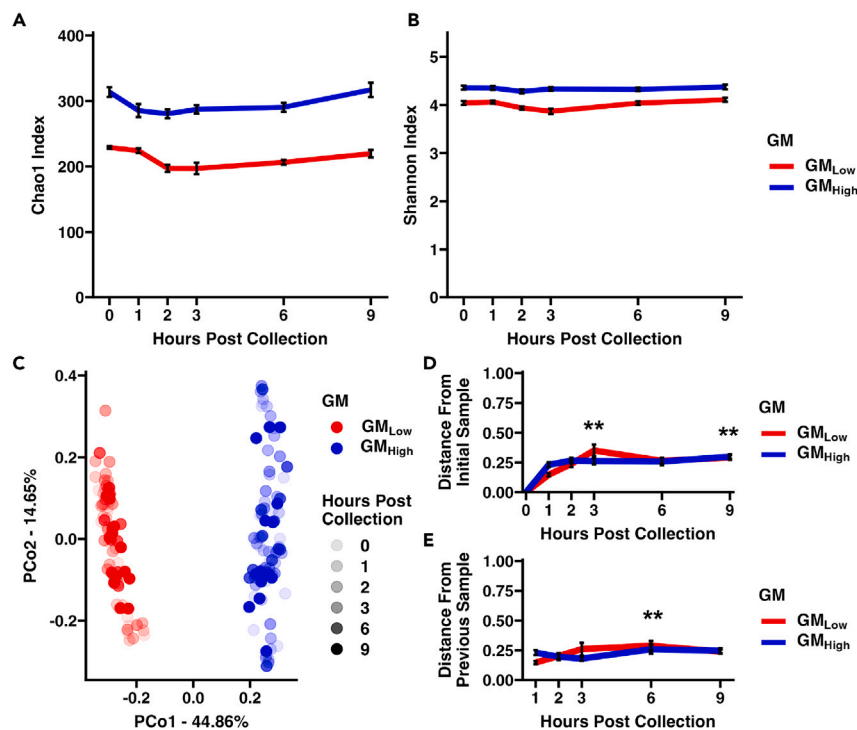 A
400
300
200
100
0
Chao1 Index
0 1 2 3 6 9
Hours Post Collection
B
5
4
3
2
1
0
Shannon Index
0 1 2 3 6 9
Hours Post Collection
GM
GMLow
GMHigh
C
0.4
0.2
0.0
-0.2
PCo2 - 14.65%
-0.2 0.0 0.2
PCo1 - 44.86%
GM
GMLow
GMHigh
Hours Post
Collection
0
1
2
3
6
9
D
1.00
0.75
0.50
0.25
0.00
Distance From
Initial Sample
** **
0 1 2 3 6 9
Hours Post Collection
GM
GMLow
GMHigh
E
1.00
0.75
0.50
0.25
0.00
Distance From
Previous Sample
**
1 2 3 6 9
Hours Post Collection
GM
GMLow
GMHigh